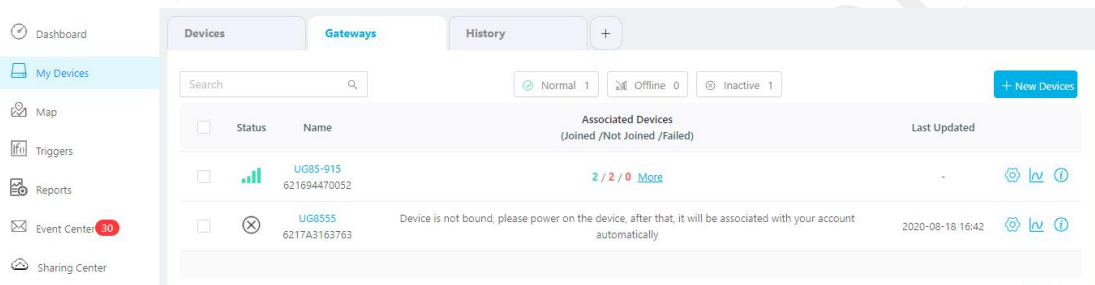 Dashboard
My Devices
Map
Triggers
Reports
Event Center 30
Sharing Center
Devices Gateways History +
Search
Normal 1 Offline 0 Inactive 1
+ New Devices
Status Name Associated Devices Last Updated
(Joined /Not Joined /Failed)
UG85-915
621694470052
2 / 2 / 0 More
-
UG8555
6217A3163763
Device is not bound, please power on the device, after that, it will be associated with your account
automatically
2020-08-18 16:42